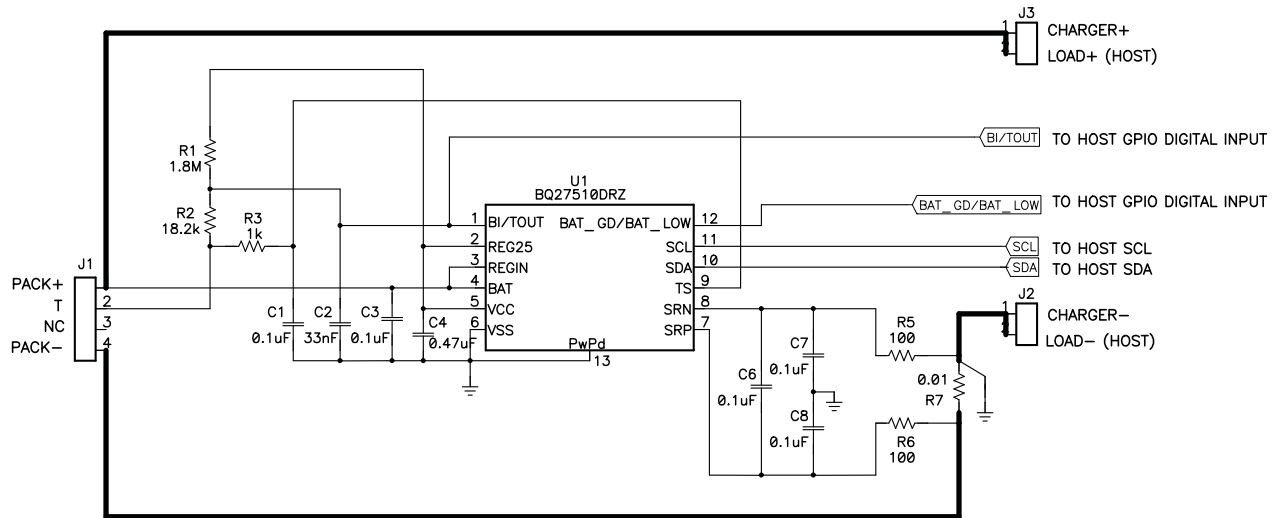 J3
1
CHARGER+
LOAD+ (HOST)
BI/TOUT TO HOST GPIO DIGITAL INPUT
R1
1.8M
U1
BQ27510DRZ
R2
18.2k
R3
1k
BAT_GD/BAT_LOW TO HOST GPIO DIGITAL INPUT
1 BI/TOUT BAT_GD/BAT_LOW 12
2 REG25 SCL 11
SCL TO HOST SCL
3 REGIN SDA 10
SDA TO HOST SDA
4 BAT TS 9
5 VCC SRN 8
6 VSS SRP 7
PwPd
13
J1
PACK+
T 2
NC 3
PACK- 4
C1
0.1uF
C2
33nF
C3
0.1uF
C4
0.47uF
J2
1
CHARGER-
LOAD- (HOST)
R5
100
C7
0.1uF
C6
0.1uF
0.01
R7
C8
0.1uF
R6
100